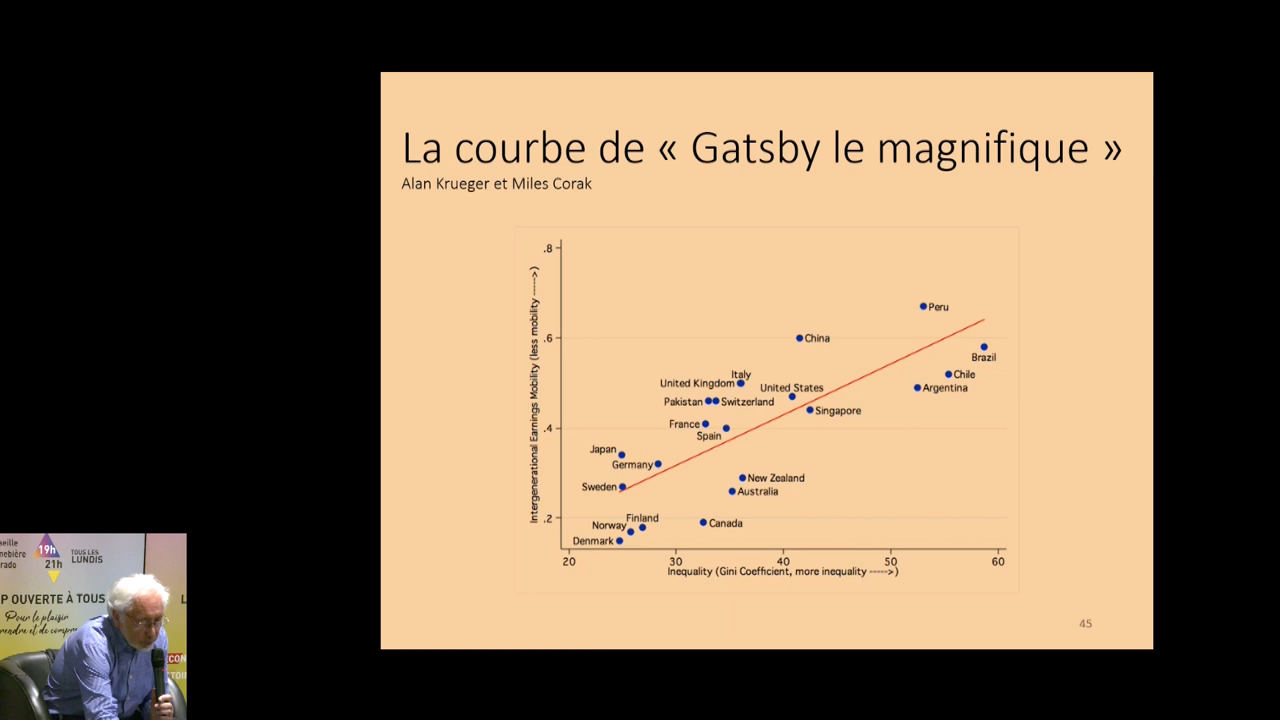 La courbe de « Gatsby le magnifique »
Alan Krueger et Miles Corak
Intergenerational Earnings Mobility (less mobility ----->)
.8
.6
.4
.2
Peru
China
Brazil
Italy
Chile
United Kingdom
United States
Argentina
Pakistan
Switzerland
Singapore
France
Spain
Japan
Germany
New Zealand
Sweden
Australia
Finland
Norway
Canada
Denmark
20 30 40 50 60
Inequality (Gini Coefficient, more inequality ----->)
45
19h
21h
TOUS LES
LUNDIS
P OUVERTE À TOUS
Pour le plaisir